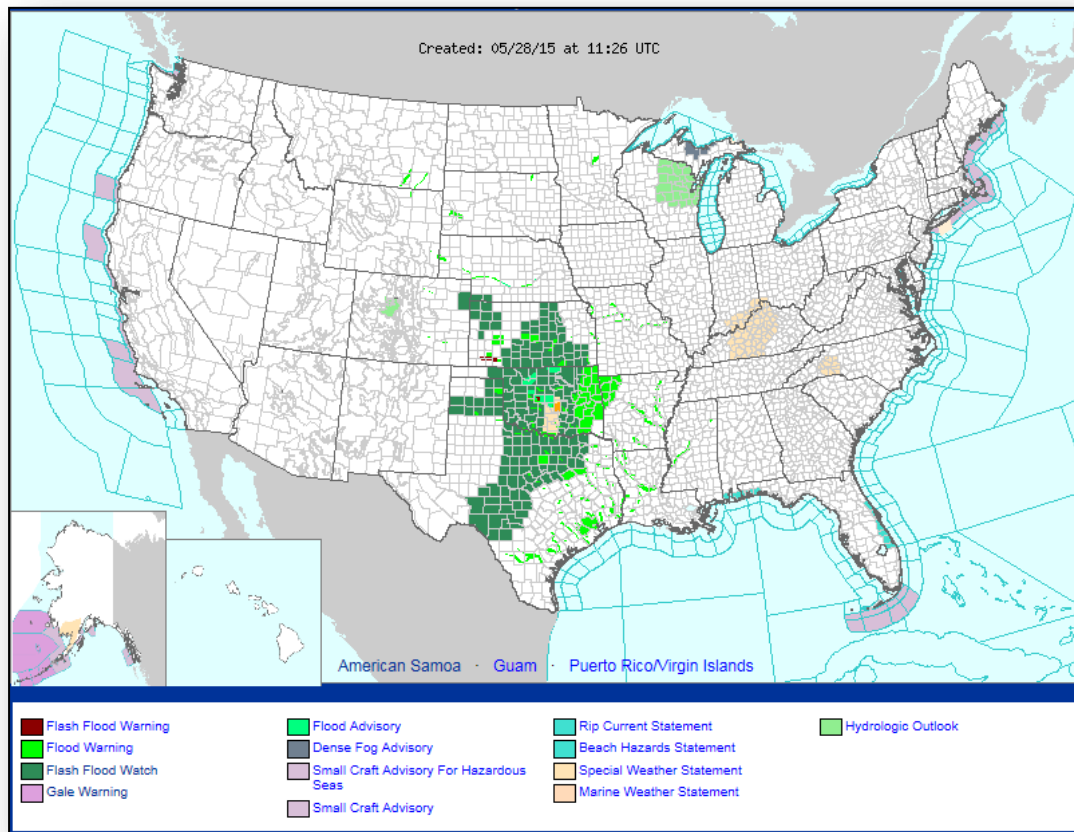 Created: 05/28/15 at 11:26 UTC
American Samoa · Guam · Puerto Rico/Virgin Islands
Flash Flood Warning
Flood Warning
Flash Flood Watch
Gale Warning
Flood Advisory
Dense Fog Advisory
Small Craft Advisory For Hazardous
Seas
Small Craft Advisory
Rip Current Statement
Beach Hazards Statement
Special Weather Statement
Marine Weather Statement
Hydrologic Outlook